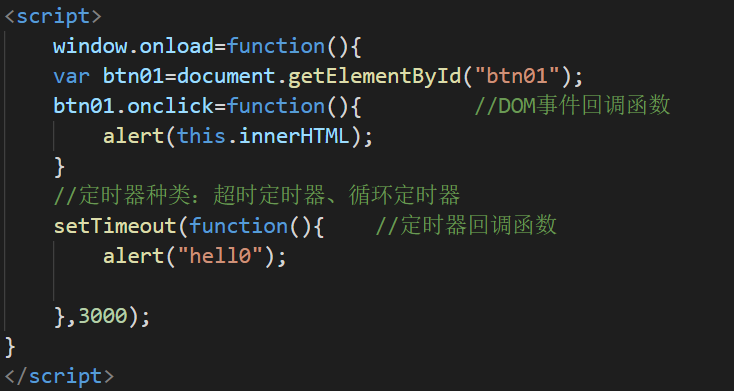 <script>
window.onload=function(){
var btn01=document.getElementById("btn01");
btn01.onclick=function(){ //DOM事件回调函数
alert(this.innerHTML);
}
//定时器种类：超时定时器、循环定时器
setTimeout(function(){ //定时器回调函数
alert("hell0");
},3000);
}
</script>